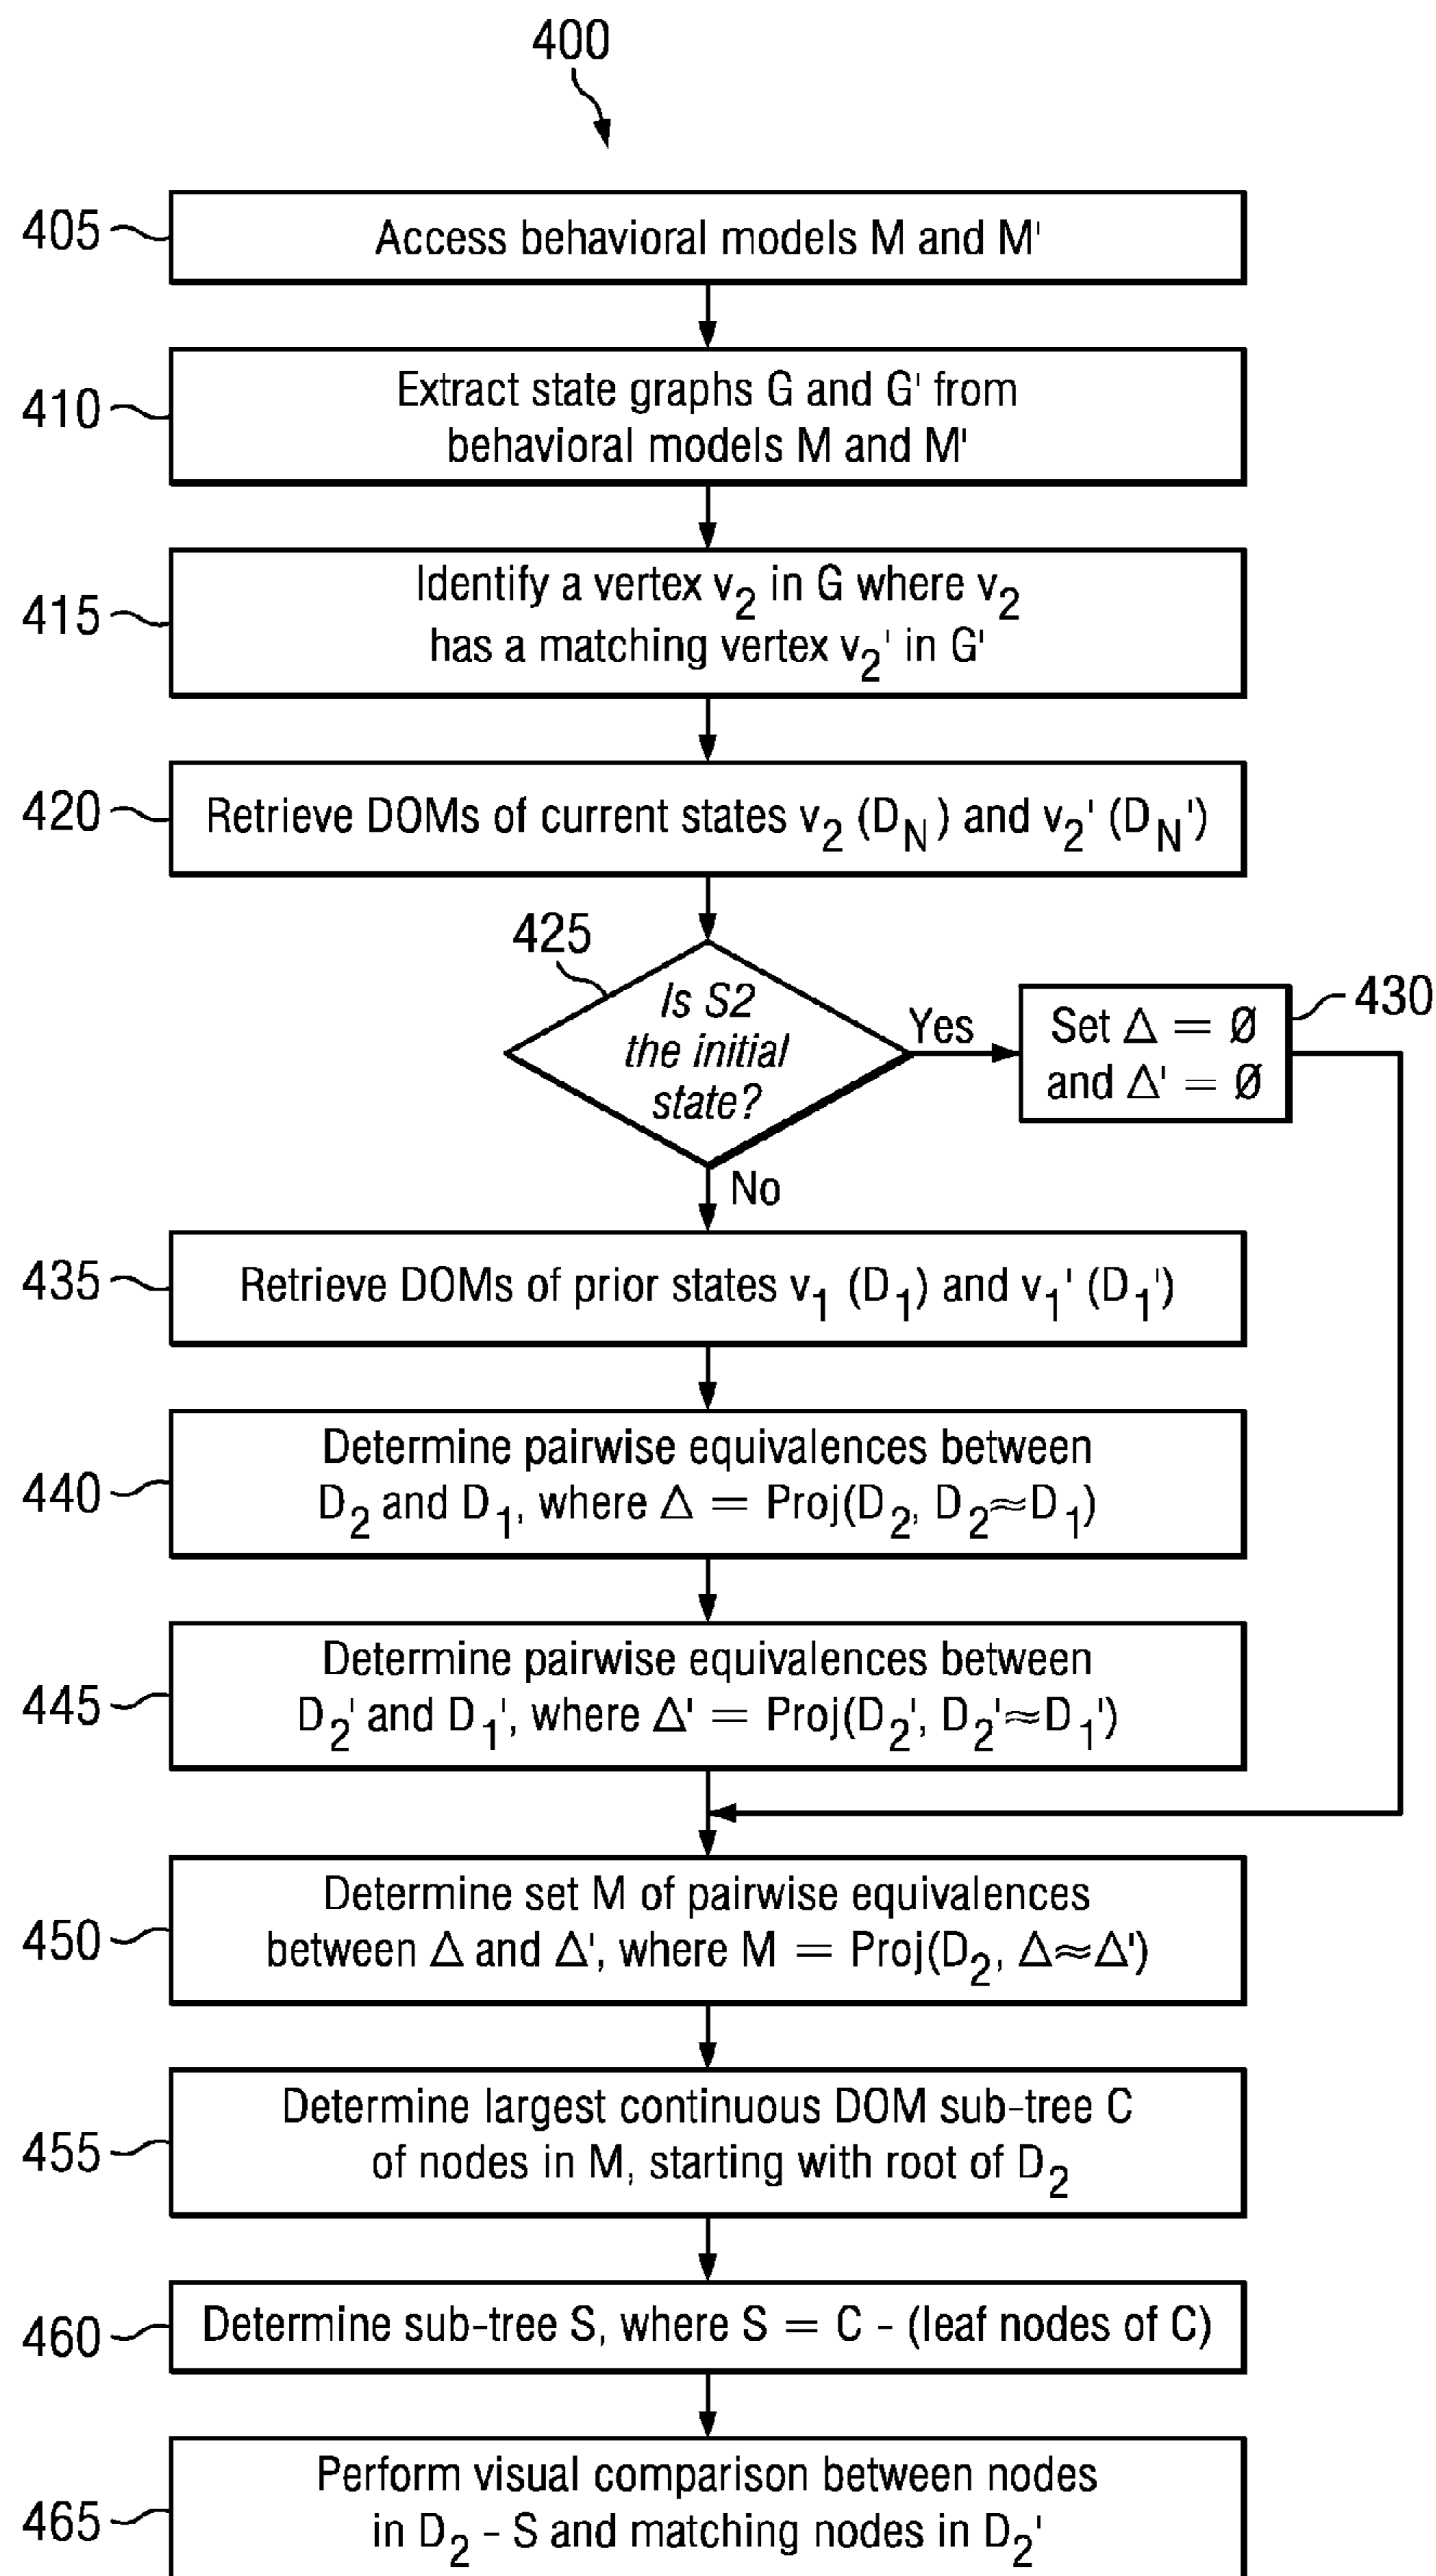 400
405
Access behavioral models M and M'
410
Extract state graphs G and G' from
behavioral models M and M'
415
Identify a vertex v2 in G where v2
has a matching vertex v2' in G'
420
Retrieve DOMs of current states v2 (DN) and v2' (DN')
425
Is S2
the initial
state?
Yes
Set Δ = Ø
and Δ' = Ø
430
No
435
Retrieve DOMs of prior states v1 (D1) and v1' (D1')
440
Determine pairwise equivalences between
D2 and D1, where Δ = Proj(D2, D2≈D1)
445
Determine pairwise equivalences between
D2' and D1', where Δ' = Proj(D2', D2'≈D1')
450
Determine set M of pairwise equivalences
between Δ and Δ', where M = Proj(D2, Δ≈Δ')
455
Determine largest continuous DOM sub-tree C
of nodes in M, starting with root of D2
460
Determine sub-tree S, where S = C - (leaf nodes of C)
465
Perform visual comparison between nodes
in D2 - S and matching nodes in D2'